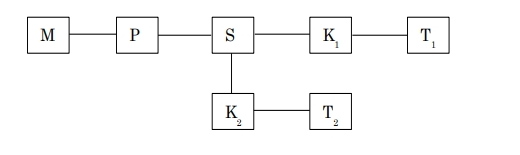 M P S K₁ T₁
K₂ T₂